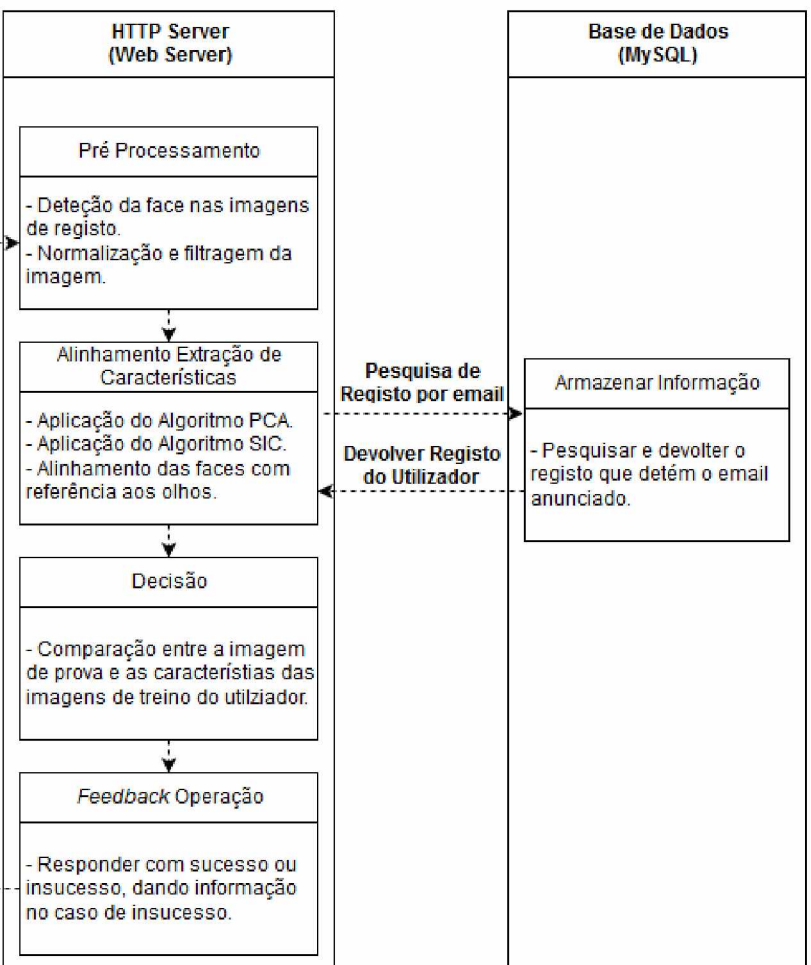 HTTP Server
(Web Server)
Pré Processamento
- Deteção da face nas imagens
de registo.
- Normalização e filtragem da
imagem.
Alinhamento Extração de
Características
- Aplicação do Algoritmo PCA.
- Aplicação do Algoritmo SIC.
- Alinhamento das faces com
referência aos olhos.
Decisão
- Comparação entre a imagem
de prova e as característias das
imagens de treino do utilziador.
Feedback Operação
- Responder com sucesso ou
insucesso, dando informação
no caso de insucesso.
Pesquisa de
Registo por email
Devolver Registo
do Utilizador
Base de Dados
(MySQL)
Armazenar Informação
- Pesquisar e devolter o
registo que detém o email
anunciado.